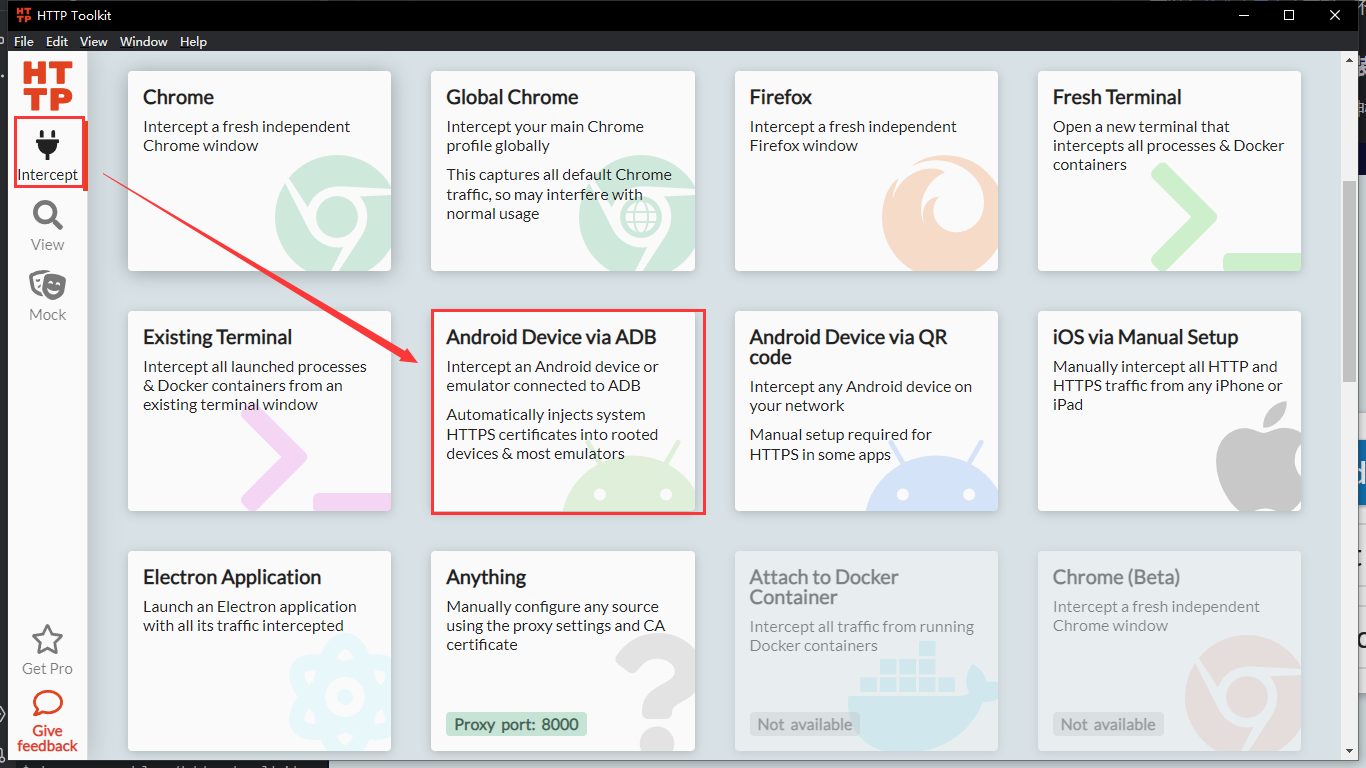 HTTP Toolkit
File Edit View Window Help
HT
TP
Intercept
View
Mock
Get Pro
Give
feedback
Chrome
Intercept a fresh independent
Chrome window
Global Chrome
Intercept your main Chrome
profile globally
This captures all default Chrome
traffic, so may interfere with
normal usage
Firefox
Intercept a fresh independent
Firefox window
Fresh Terminal
Open a new terminal that
intercepts all processes & Docker
containers
Existing Terminal
Intercept all launched processes
& Docker containers from an
existing terminal window
Android Device via ADB
Intercept an Android device or
emulator connected to ADB
Automatically injects system
HTTPS certificates into rooted
devices & most emulators
Android Device via QR
code
Intercept any Android device on
your network
Manual setup required for
HTTPS in some apps
iOS via Manual Setup
Manually intercept all HTTP and
HTTPS traffic from any iPhone or
iPad
Electron Application
Launch an Electron application
with all its traffic intercepted
Anything
Manually configure any source
using the proxy settings and CA
certificate
Proxy port: 8000
Attach to Docker
Container
Intercept all traffic from running
Docker containers
Not available
Chrome (Beta)
Intercept a fresh independent
Chrome window
Not available